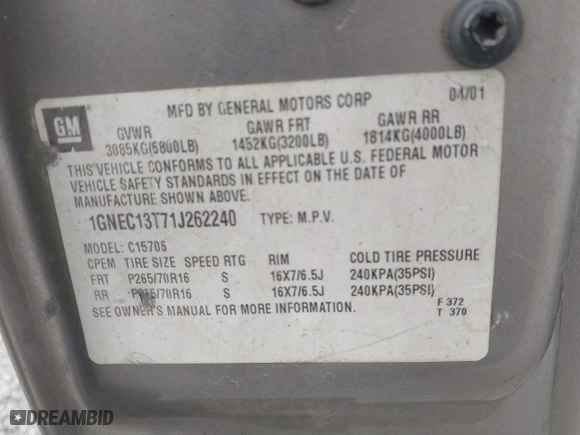 GM
MFD BY GENERAL MOTORS CORP 04/01
GVWR GAWR FRT GAWR RR
3085KG(6800LB) 1452KG(3200LB) 1814KG(4000LB)
THIS VEHICLE CONFORMS TO ALL APPLICABLE U.S. FEDERAL MOTOR
VEHICLE SAFETY STANDARDS IN EFFECT ON THE DATE OF
MANUFACTURE SHOWN ABOVE.
1GNEC13T71J262240 TYPE: M.P.V.
MODEL: C15706
CPEM TIRE SIZE SPEED RTG RIM COLD TIRE PRESSURE
FRT P265/70R16 S 16X7/6.5J 240KPA(35PSI)
RR P265/70R16 S 16X7/6.5J 240KPA(35PSI)
SEE OWNER'S MANUAL FOR MORE INFORMATION.
F 372
T 370
DREAMBID